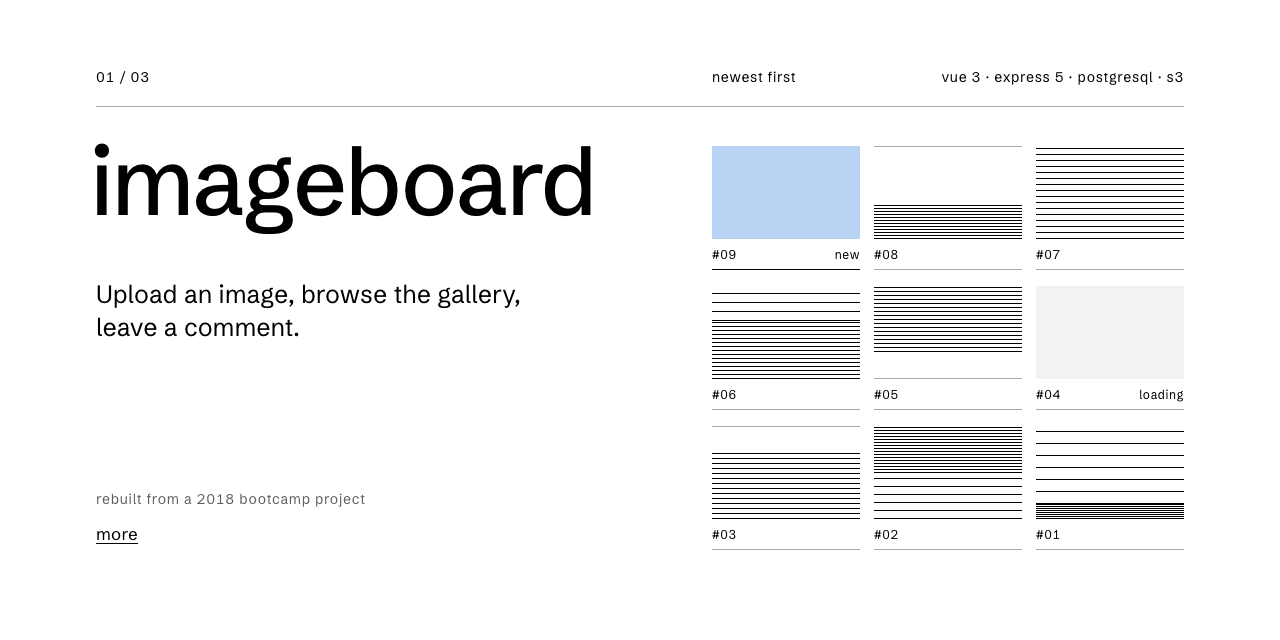 01 / 03
newest first
vue 3 · express 5 · postgresql · s3
imageboard
Upload an image, browse the gallery,
leave a comment.
rebuilt from a 2018 bootcamp project
more
#09 new
#08
#07
#06
#05
#04 loading
#03
#02
#01